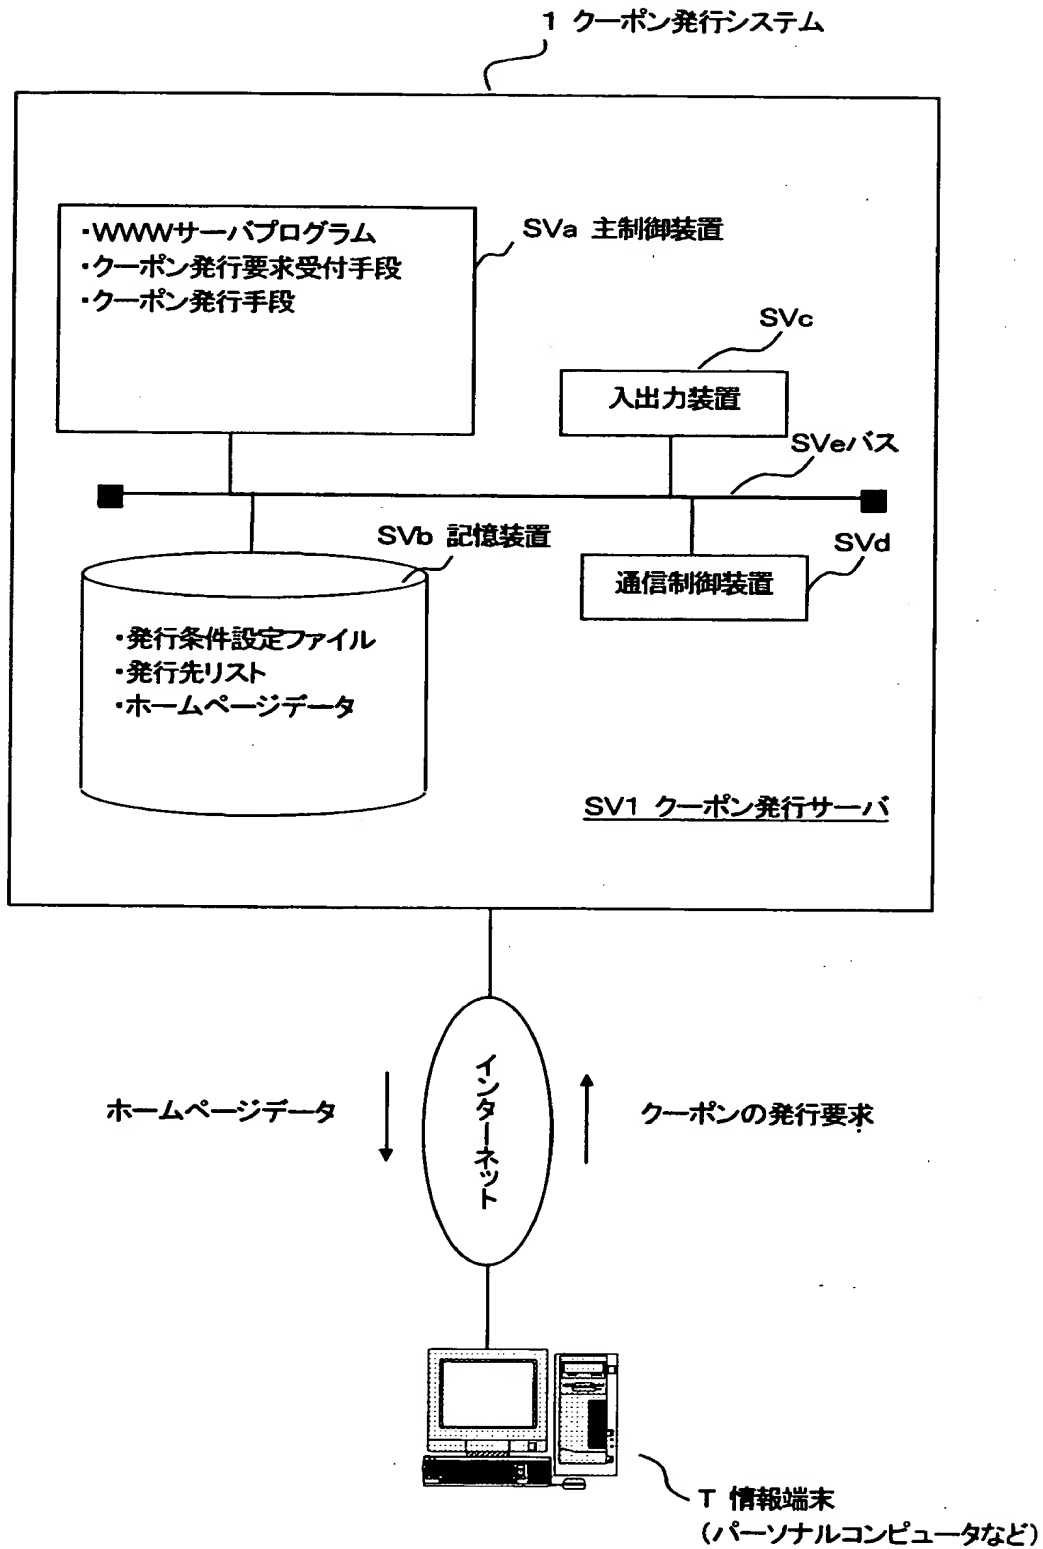 1 クーポン発行システム
・WWWサーバプログラム
・クーポン発行要求受付手段
・クーポン発行手段
SVa 主制御装置
SVc
入出力装置
SVeバス
SVb 記憶装置
SVd
通信制御装置
・発行条件設定ファイル
・発行先リスト
・ホームページデータ
SV1 クーポン発行サーバ
インターネット
ホームページデータ
クーポンの発行要求
T 情報端末
(パーソナルコンピュータなど)